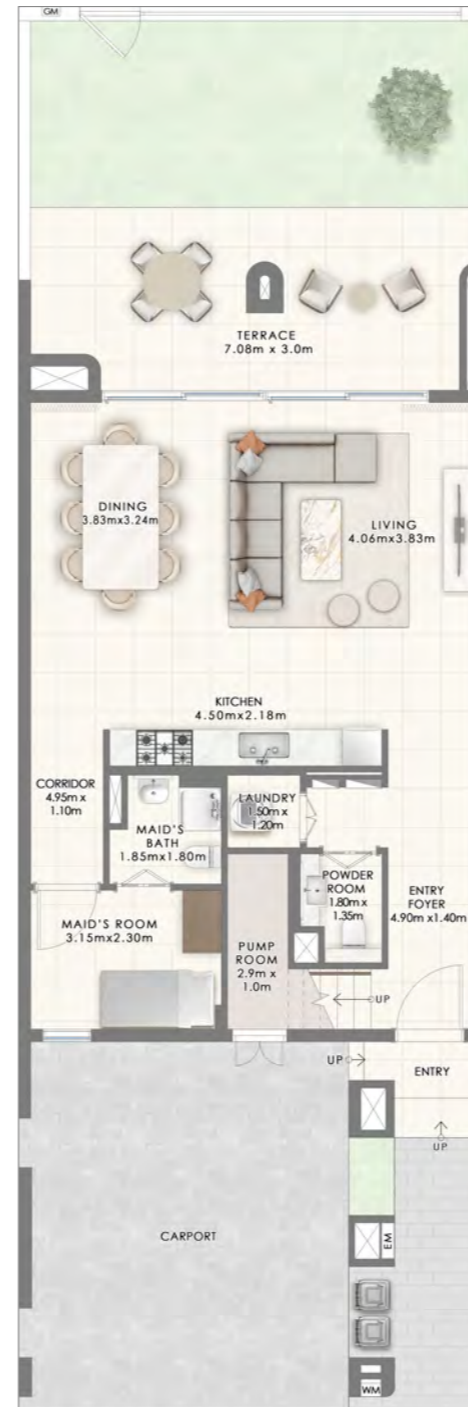 GM
TERRACE
7.08m x 3.0m
DINING
3.83mx3.24m
LIVING
4.06mx3.83m
KITCHEN
4.50mx2.18m
CORRIDOR
4.95m x
1.10m
MAID'S
BATH
1.85mx1.80m
LAUNDRY
1.50m x
1.20m
POWDER
ROOM
1.80m x
1.35m
ENTRY
FOYER
4.90mx1.40m
MAID'S ROOM
3.15mx2.30m
PUMP
ROOM
2.9m x
1.0m
UP
UP
ENTRY
UP
CARPORT
EM
WM